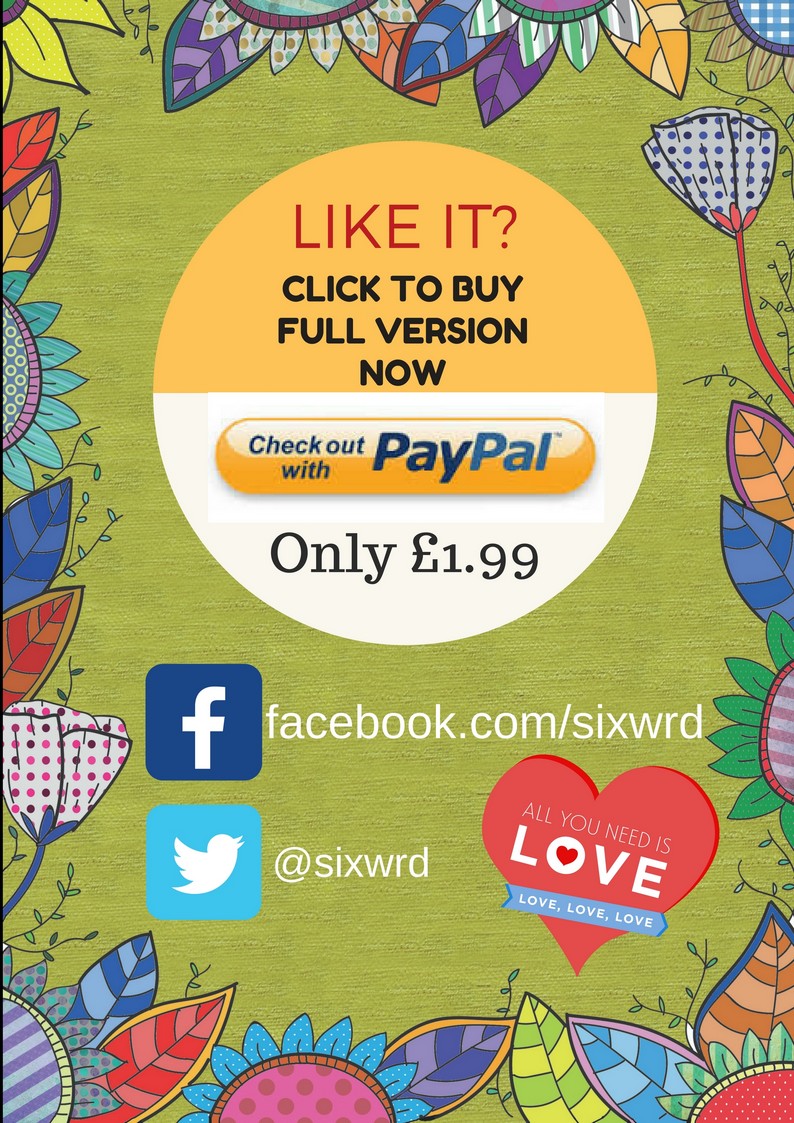 LIKE IT?
CLICK TO BUY
FULL VERSION
NOW
Check out
with
PayPal™
Only £1.99
facebook.com/sixwrd
@sixwrd
ALL YOU NEED IS
LOVE
LOVE, LOVE, LOVE